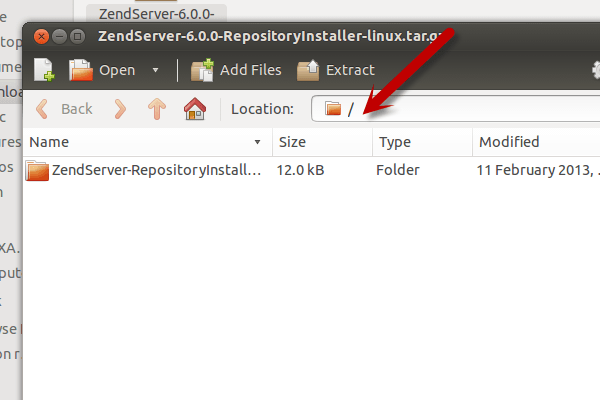 ZendServer-6.0.0-
ZendServer-6.0.0-RepositoryInstaller-linux.tar.gz
Open Add Files Extract
Back Location: /
Name Size Type Modified
ZendServer-RepositoryInstall... 12.0 kB Folder 11 February 2013, .